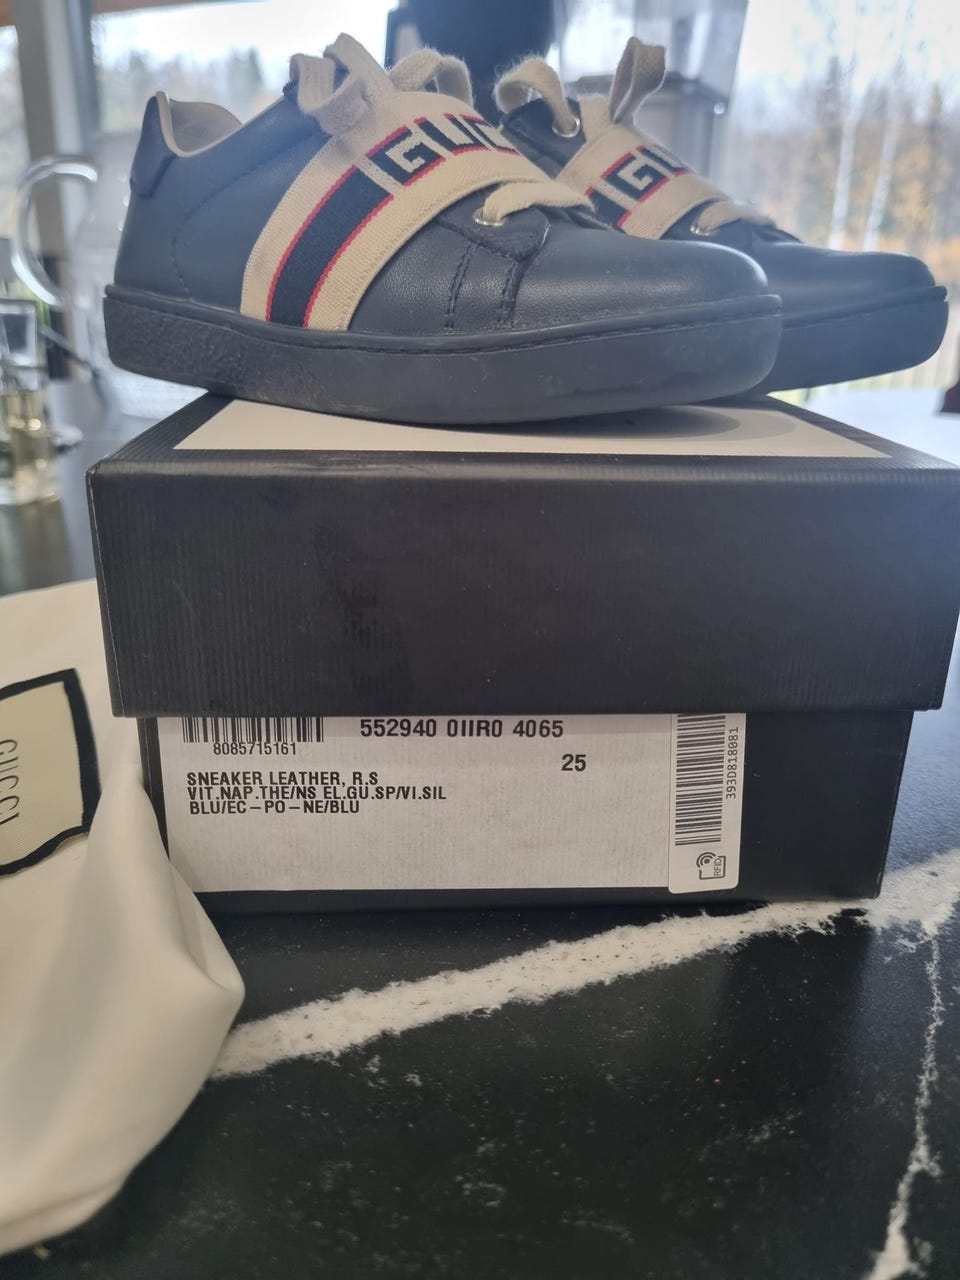 GUC
GU
552940 0IIR0 4065
8085715161
25
SNEAKER LEATHER, R.S
VIT.NAP.THE/NS EL.GU.SP/VI.SIL
BLU/EC-PO-NE/BLU
393D818081
RFID
GUCCI